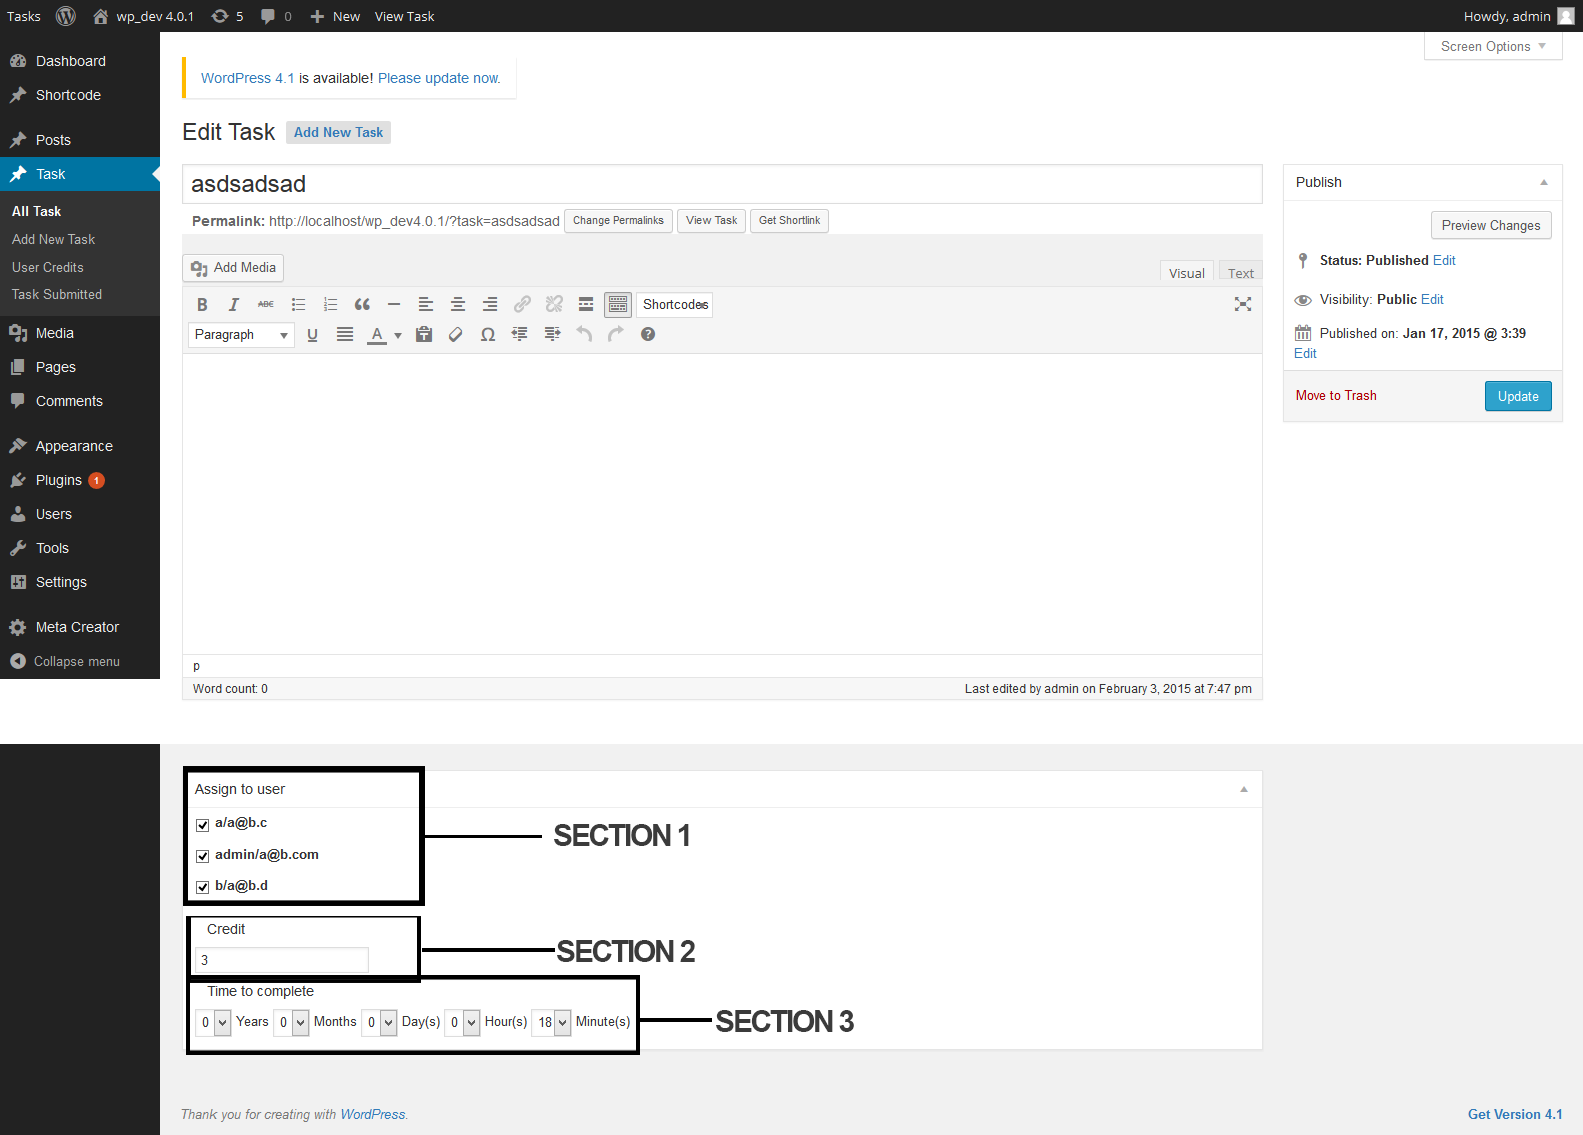 Tasks wp_dev 4.0.1 5 0 New View Task Howdy, admin
Screen Options
Dashboard
Shortcode
Posts
Task
All Task
Add New Task
User Credits
Task Submitted
Media
Pages
Comments
Appearance
Plugins 1
Users
Tools
Settings
Meta Creator
Collapse menu
WordPress 4.1 is available! Please update now.
Edit Task Add New Task
asdsadsad
Permalink: http://localhost/wp_dev4.0.1/?task=asdsadsad Change Permalinks View Task Get Shortlink
Add Media Visual Text
B I ABC Shortcodes
Paragraph U A Ω
p
Word count: 0 Last edited by admin on February 3, 2015 at 7:47 pm
Publish
Preview Changes
Status: Published Edit
Visibility: Public Edit
Published on: Jan 17, 2015 @ 3:39
Edit
Move to Trash Update
Assign to user
a/a@b.c
admin/a@b.com
b/a@b.d
SECTION 1
Credit
3
SECTION 2
Time to complete
0 Years 0 Months 0 Day(s) 0 Hour(s) 18 Minute(s)
SECTION 3
Thank you for creating with WordPress. Get Version 4.1